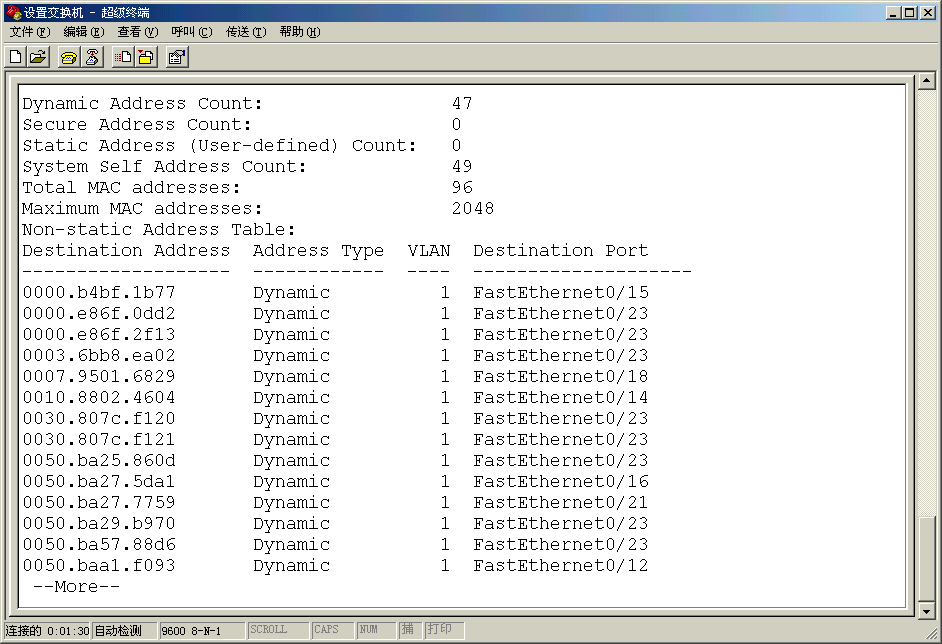 设置交换机 - 超级终端
文件(F) 编辑(E) 查看(V) 呼叫(C) 传送(T) 帮助(H)
Dynamic Address Count: 47
Secure Address Count: 0
Static Address (User-defined) Count: 0
System Self Address Count: 49
Total MAC addresses: 96
Maximum MAC addresses: 2048
Non-static Address Table:
Destination Address Address Type VLAN Destination Port
------------------- ------------ ---- --------------------
0000.b4bf.1b77 Dynamic 1 FastEthernet0/15
0000.e86f.0dd2 Dynamic 1 FastEthernet0/23
0000.e86f.2f13 Dynamic 1 FastEthernet0/23
0003.6bb8.ea02 Dynamic 1 FastEthernet0/23
0007.9501.6829 Dynamic 1 FastEthernet0/18
0010.8802.4604 Dynamic 1 FastEthernet0/14
0030.807c.f120 Dynamic 1 FastEthernet0/23
0030.807c.f121 Dynamic 1 FastEthernet0/23
0050.ba25.860d Dynamic 1 FastEthernet0/23
0050.ba27.5da1 Dynamic 1 FastEthernet0/16
0050.ba27.7759 Dynamic 1 FastEthernet0/21
0050.ba29.b970 Dynamic 1 FastEthernet0/23
0050.ba57.88d6 Dynamic 1 FastEthernet0/23
0050.baa1.f093 Dynamic 1 FastEthernet0/12
--More--
连接的 0:01:30 自动检测 9600 8-N-1 SCROLL CAPS NUM 捕 打印